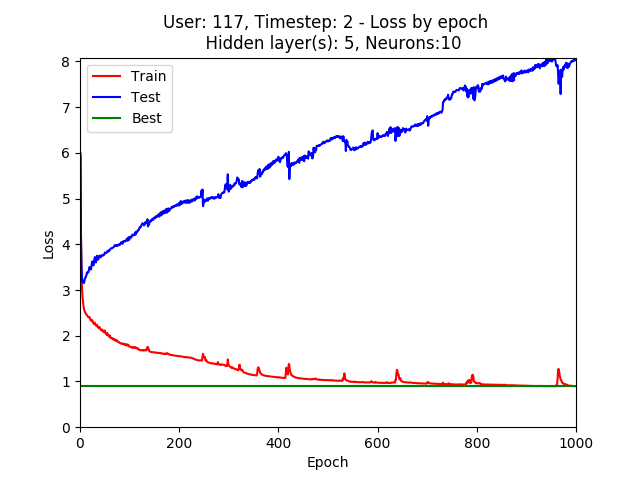 User: 117, Timestep: 2 - Loss by epoch
Hidden layer(s): 5, Neurons:10
Train
Test
Best
8
7
6
5
4
3
2
1
0
Loss
0 200 400 600 800 1000
Epoch